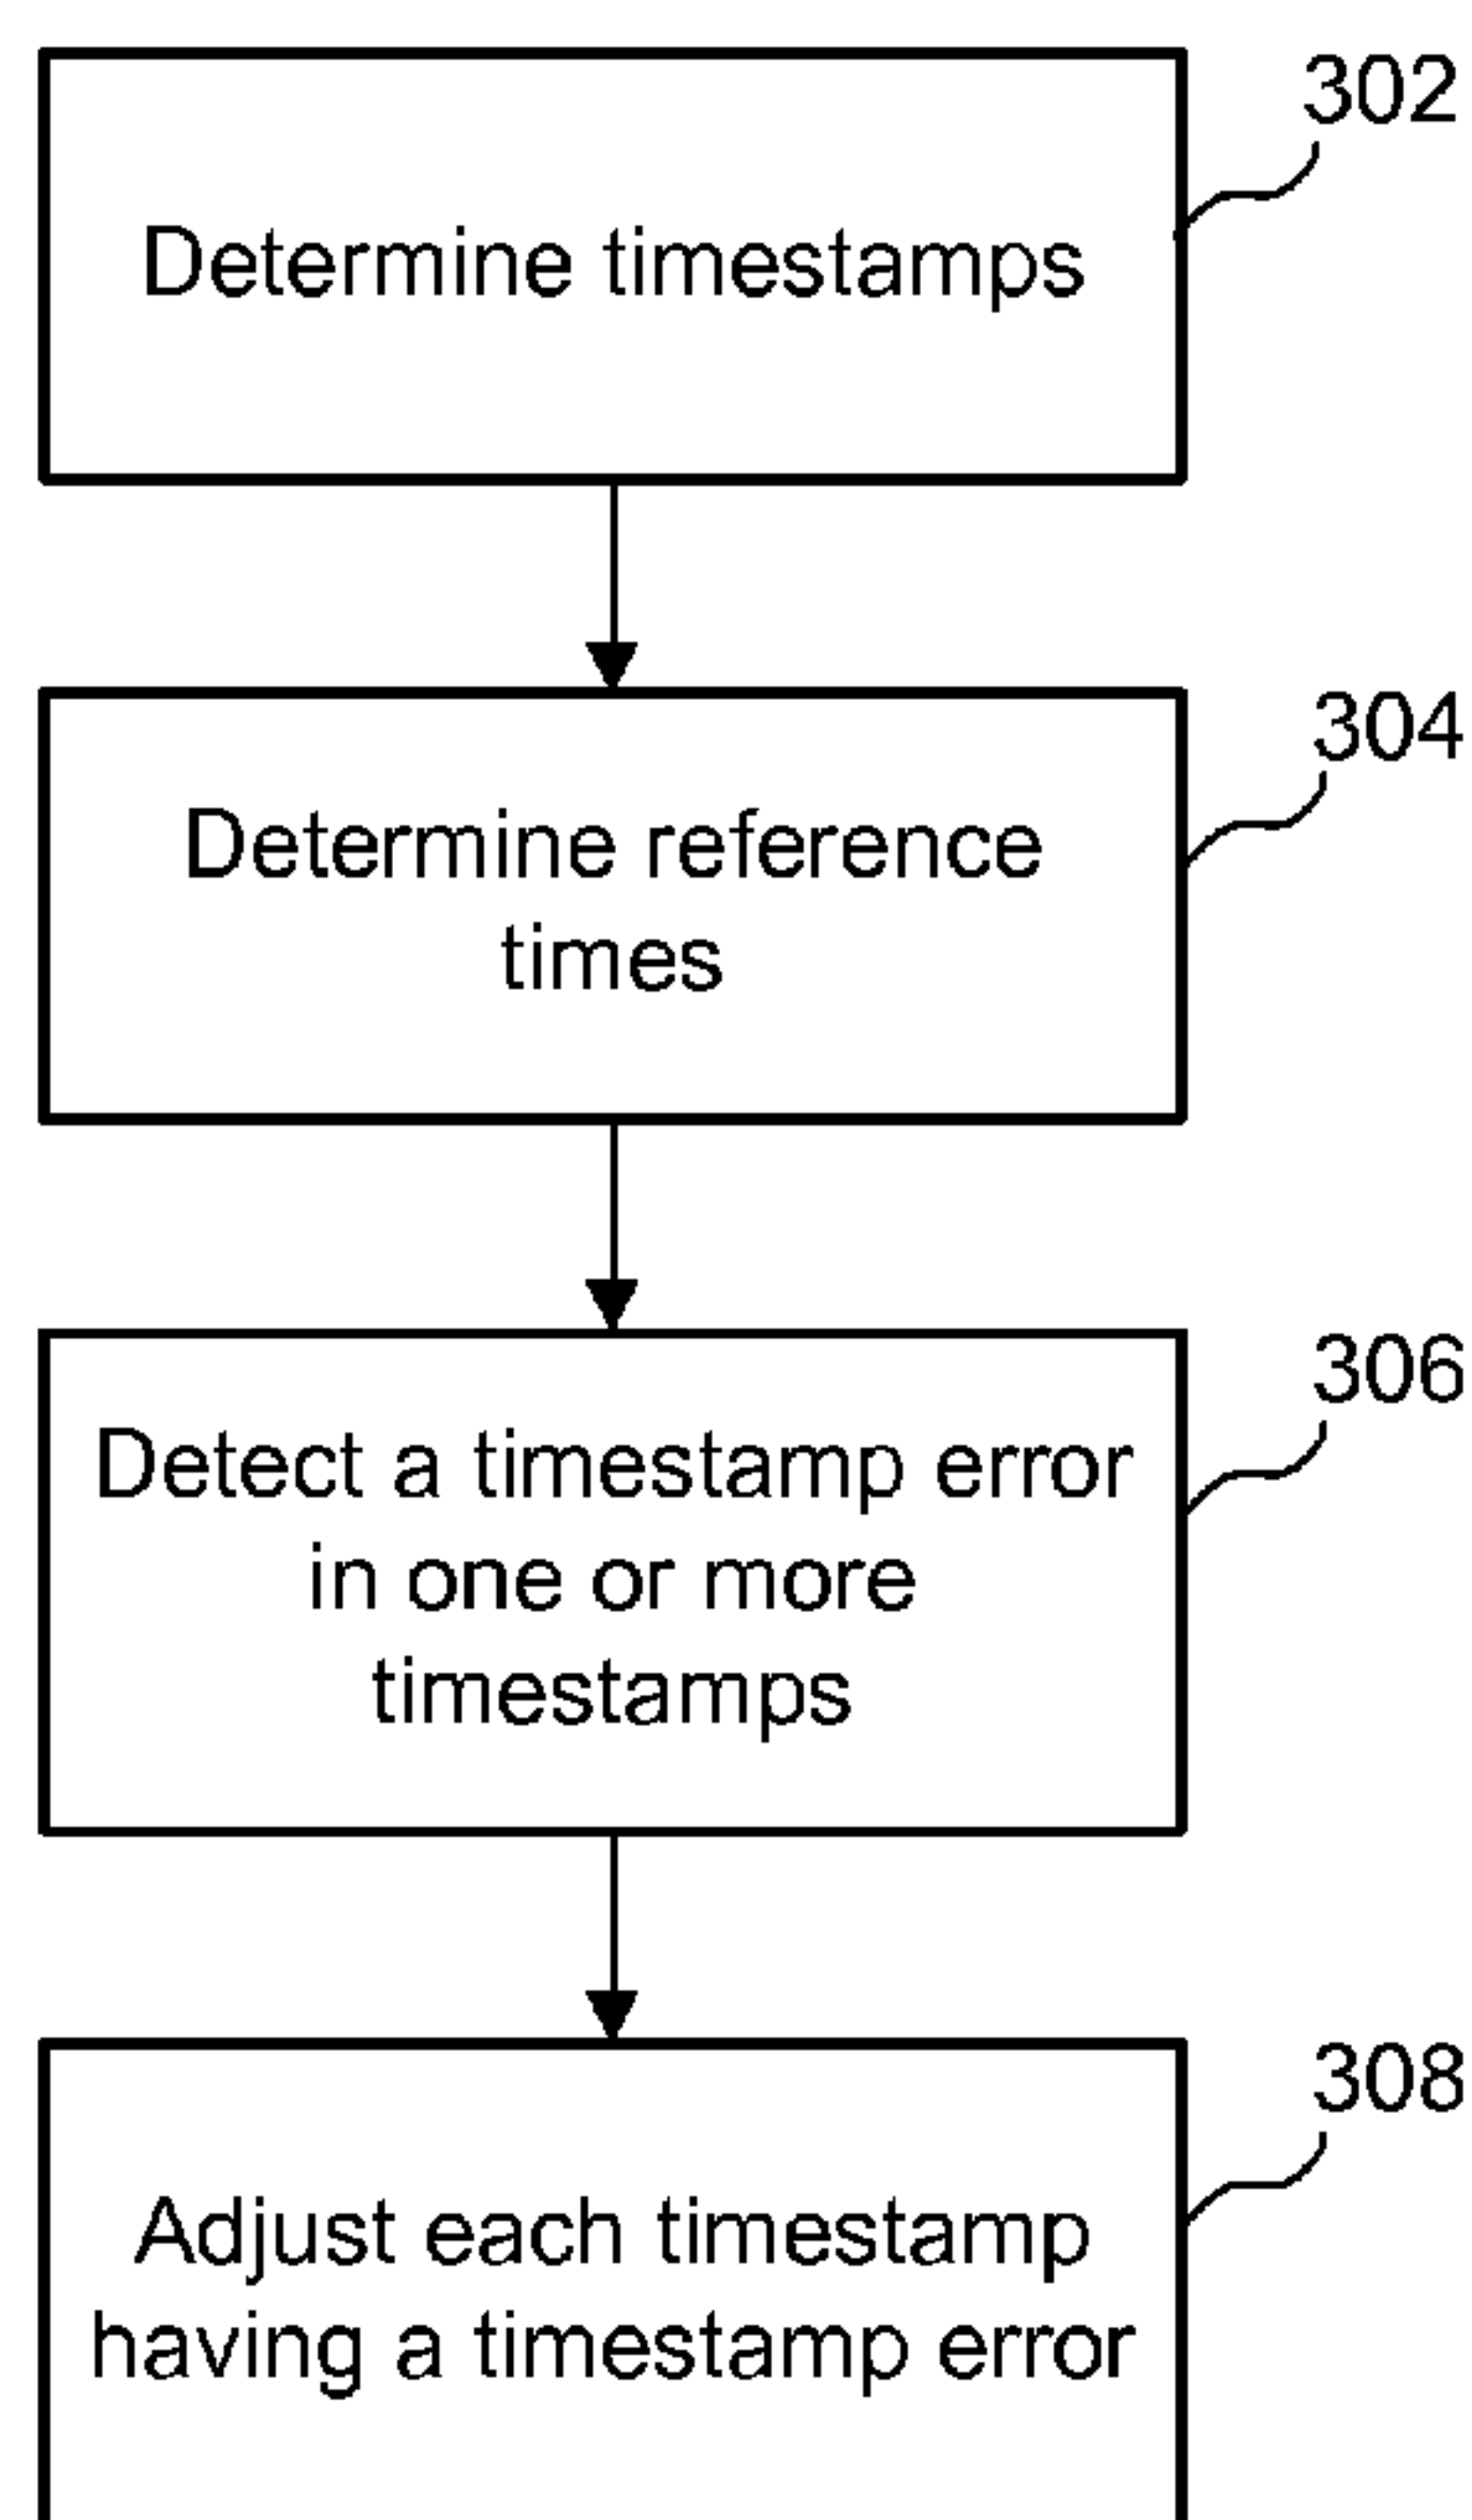 302
Determine timestamps
304
Determine reference
times
306
Detect a timestamp error
in one or more
timestamps
308
Adjust each timestamp
having a timestamp error